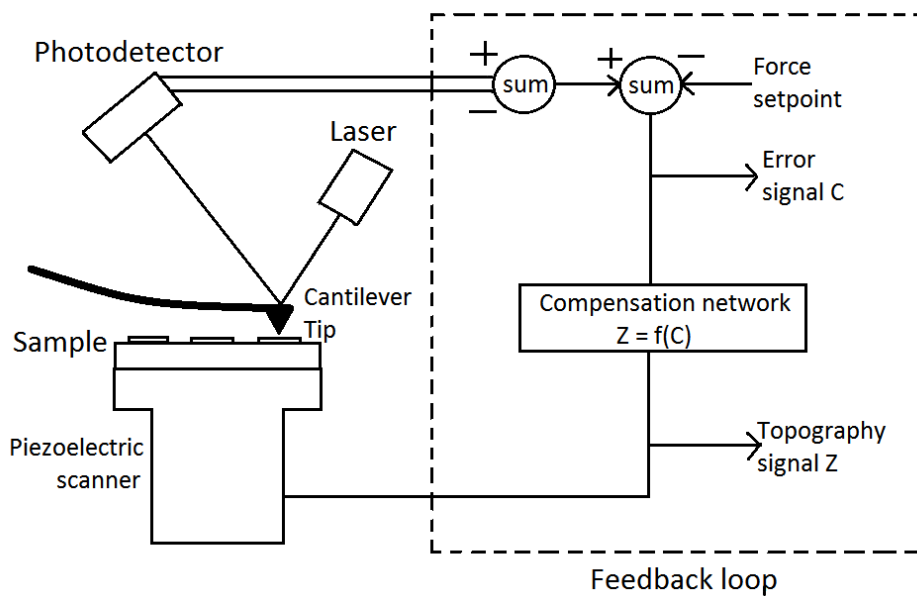 Photodetector
Laser
Cantilever
Tip
Sample
Piezoelectric
scanner
+
−
sum
+
−
sum
Force
setpoint
Error
signal C
Compensation network
Z = f(C)
Topography
signal Z
Feedback loop